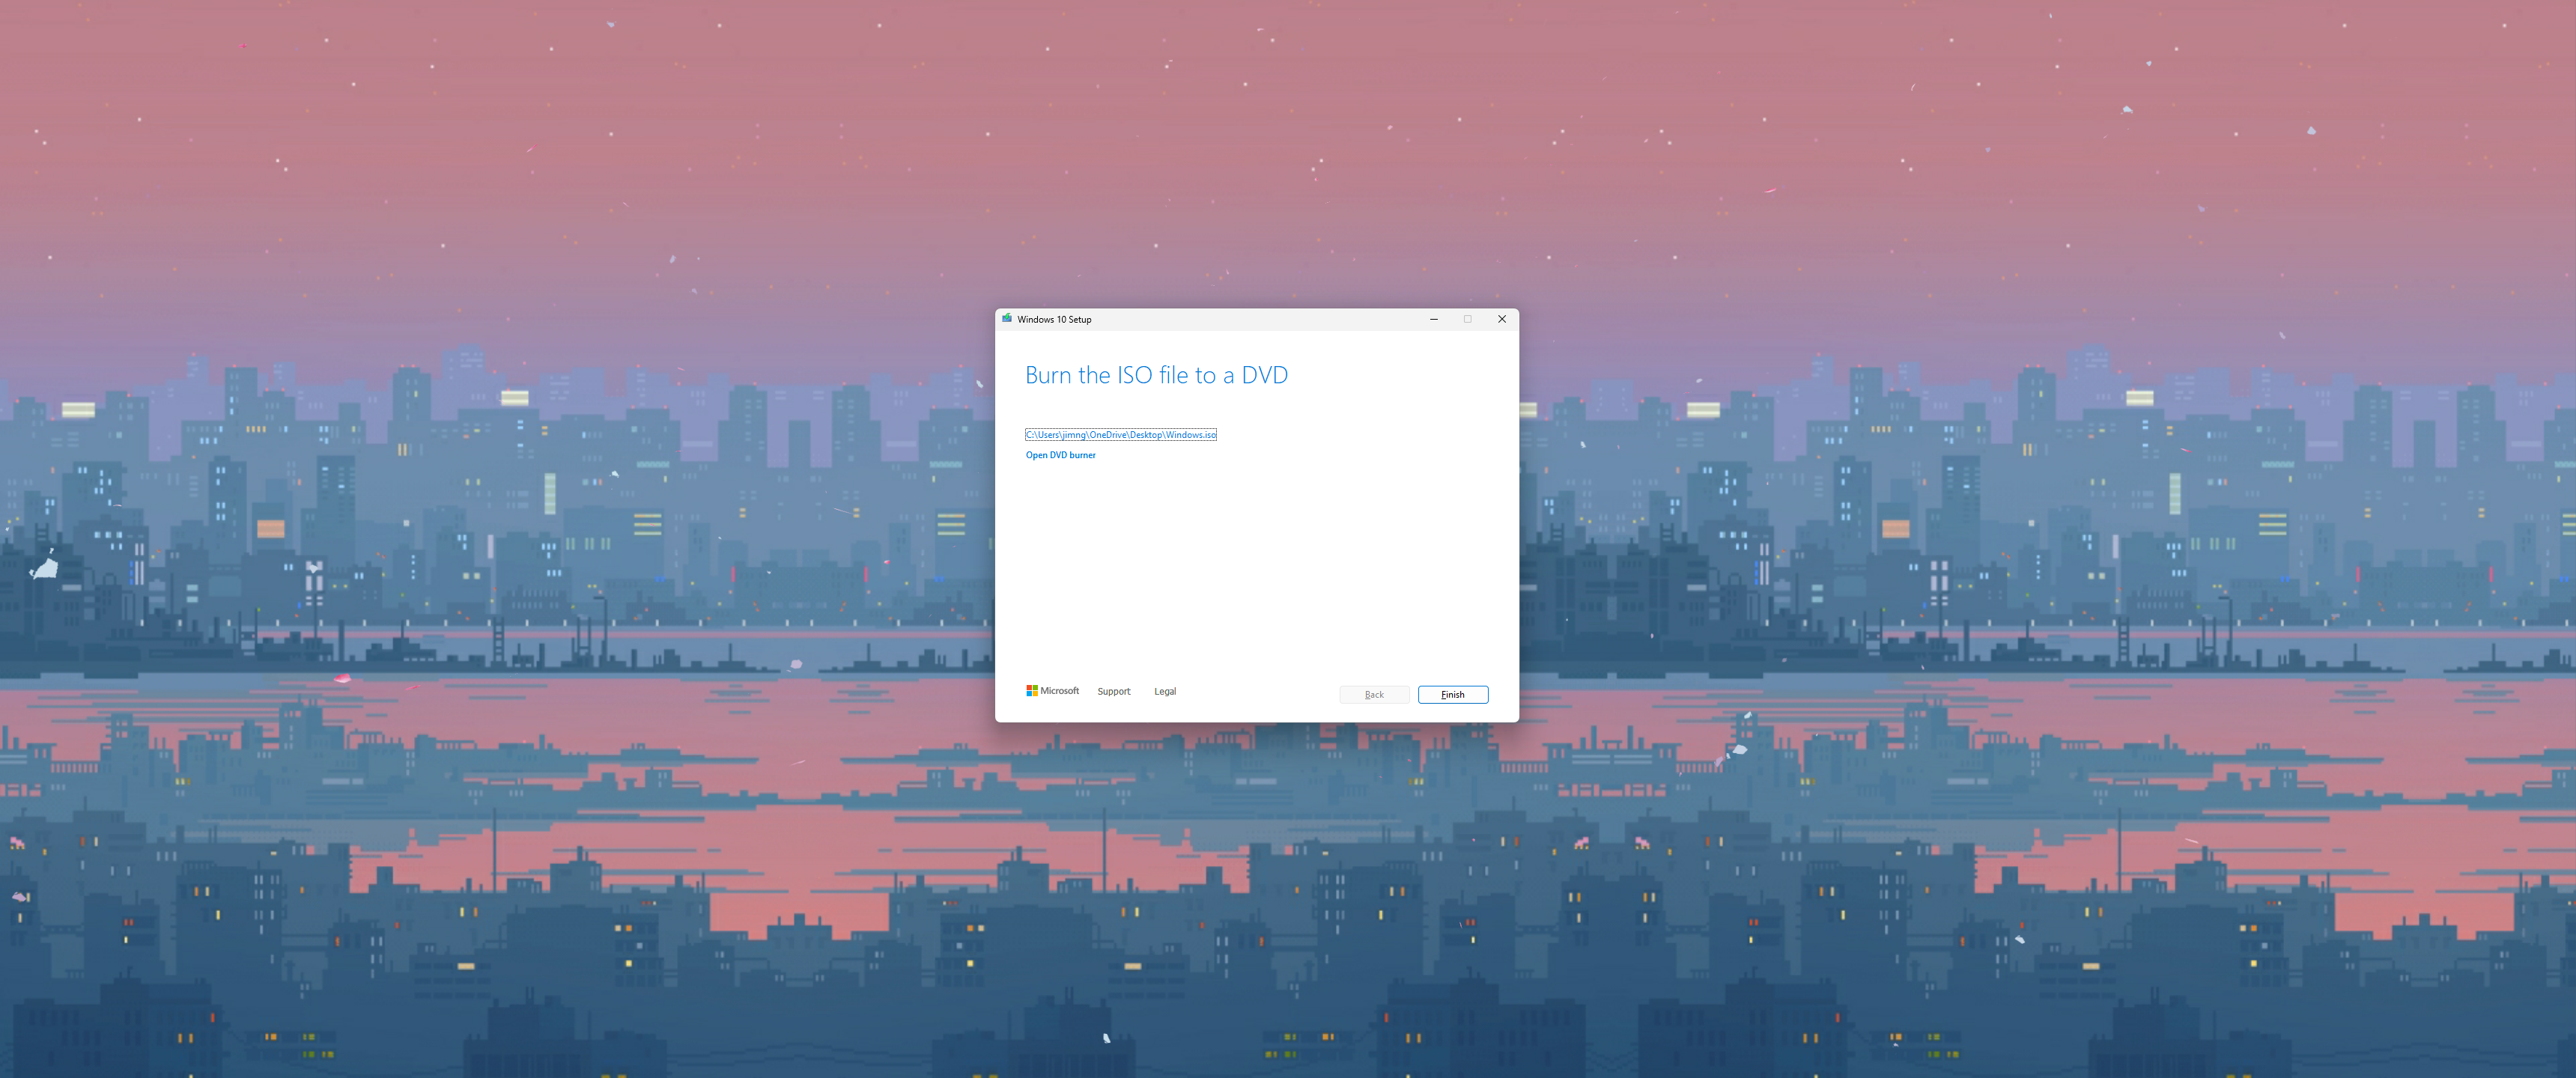 Windows 10 Setup
Burn the ISO file to a DVD
C:\Users\jimng\OneDrive\Desktop\Windows.iso
Open DVD burner
Microsoft Support Legal Back Finish